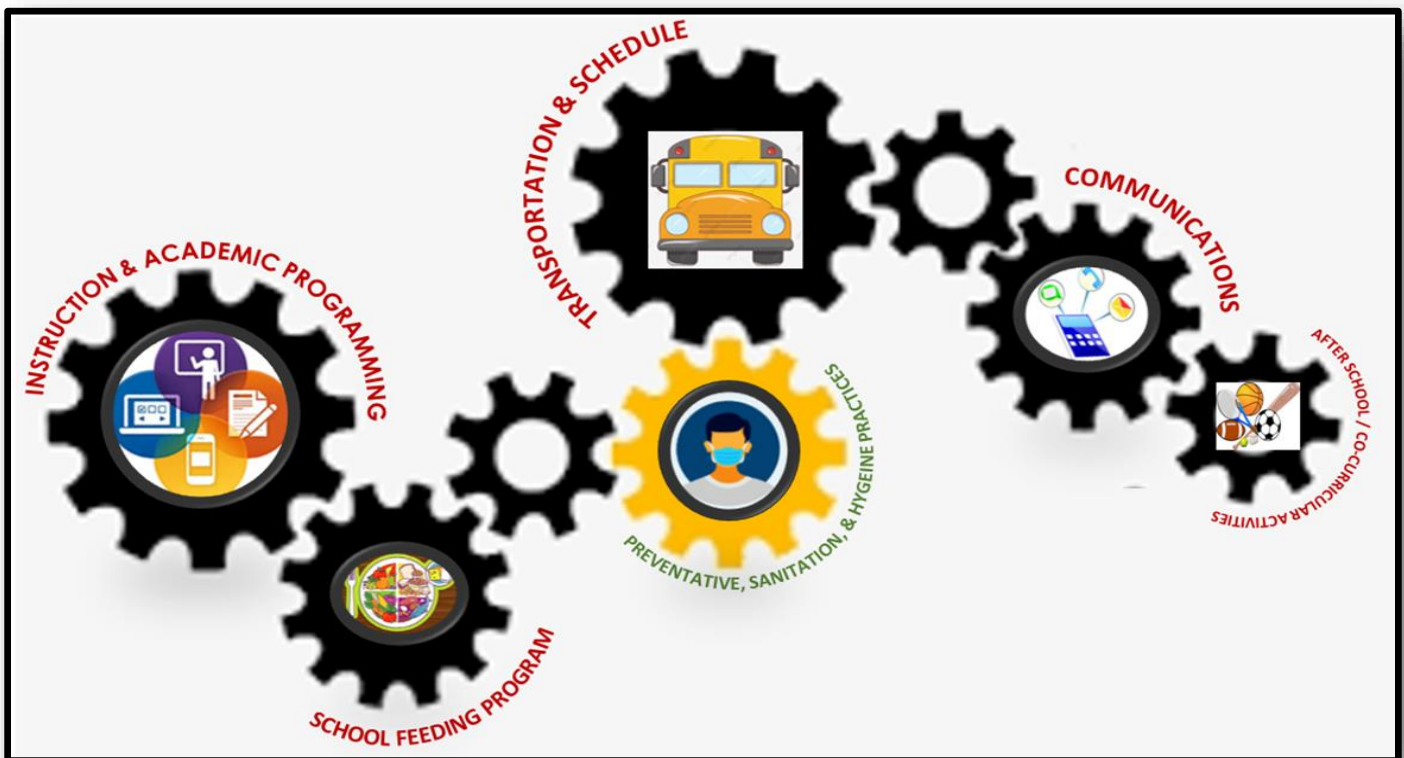 TRANSPORTATION & SCHEDULE
COMMUNICATIONS
INSTRUCTION & ACADEMIC PROGRAMMING
AFTER SCHOOL / CO-CURRICULAR ACTIVITIES
PREVENTATIVE, SANITATION, & HYGEINE PRACTICES
SCHOOL FEEDING PROGRAM